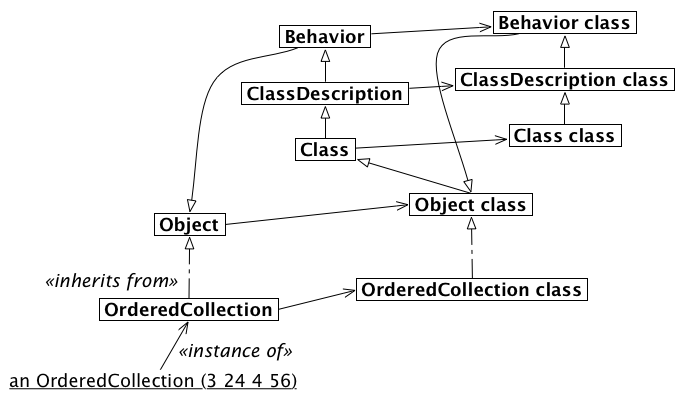 Behavior class
Behavior
ClassDescription class
ClassDescription
Class class
Class
Object class
Object
«inherits from»
OrderedCollection class
OrderedCollection
«instance of»
an OrderedCollection (3 24 4 56)